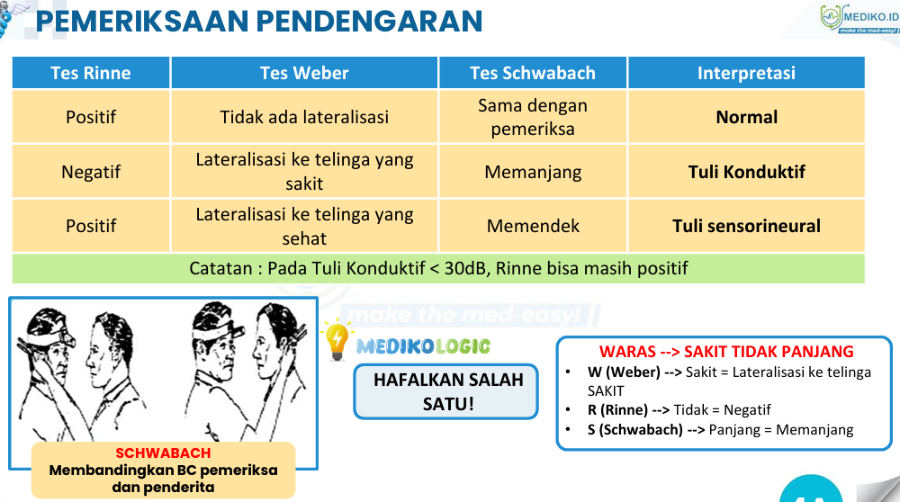 PEMERIKSAAN PENDENGARAN
MEDIKO.ID
make the med-easy!
Tes Rinne Tes Weber Tes Schwabach Interpretasi
Positif Tidak ada lateralisasi Sama dengan pemeriksa Normal
Negatif Lateralisasi ke telinga yang sakit Memanjang Tuli Konduktif
Positif Lateralisasi ke telinga yang sehat Memendek Tuli sensorineural
Catatan : Pada Tuli Konduktif < 30dB, Rinne bisa masih positif
make the med-easy!
MEDIKOLOGIC
HAFALKAN SALAH
SATU!
WARAS --> SAKIT TIDAK PANJANG
• W (Weber) --> Sakit = Lateralisasi ke telinga
SAKIT
• R (Rinne) --> Tidak = Negatif
• S (Schwabach) --> Panjang = Memanjang
SCHWABACH
Membandingkan BC pemeriksa
dan penderita